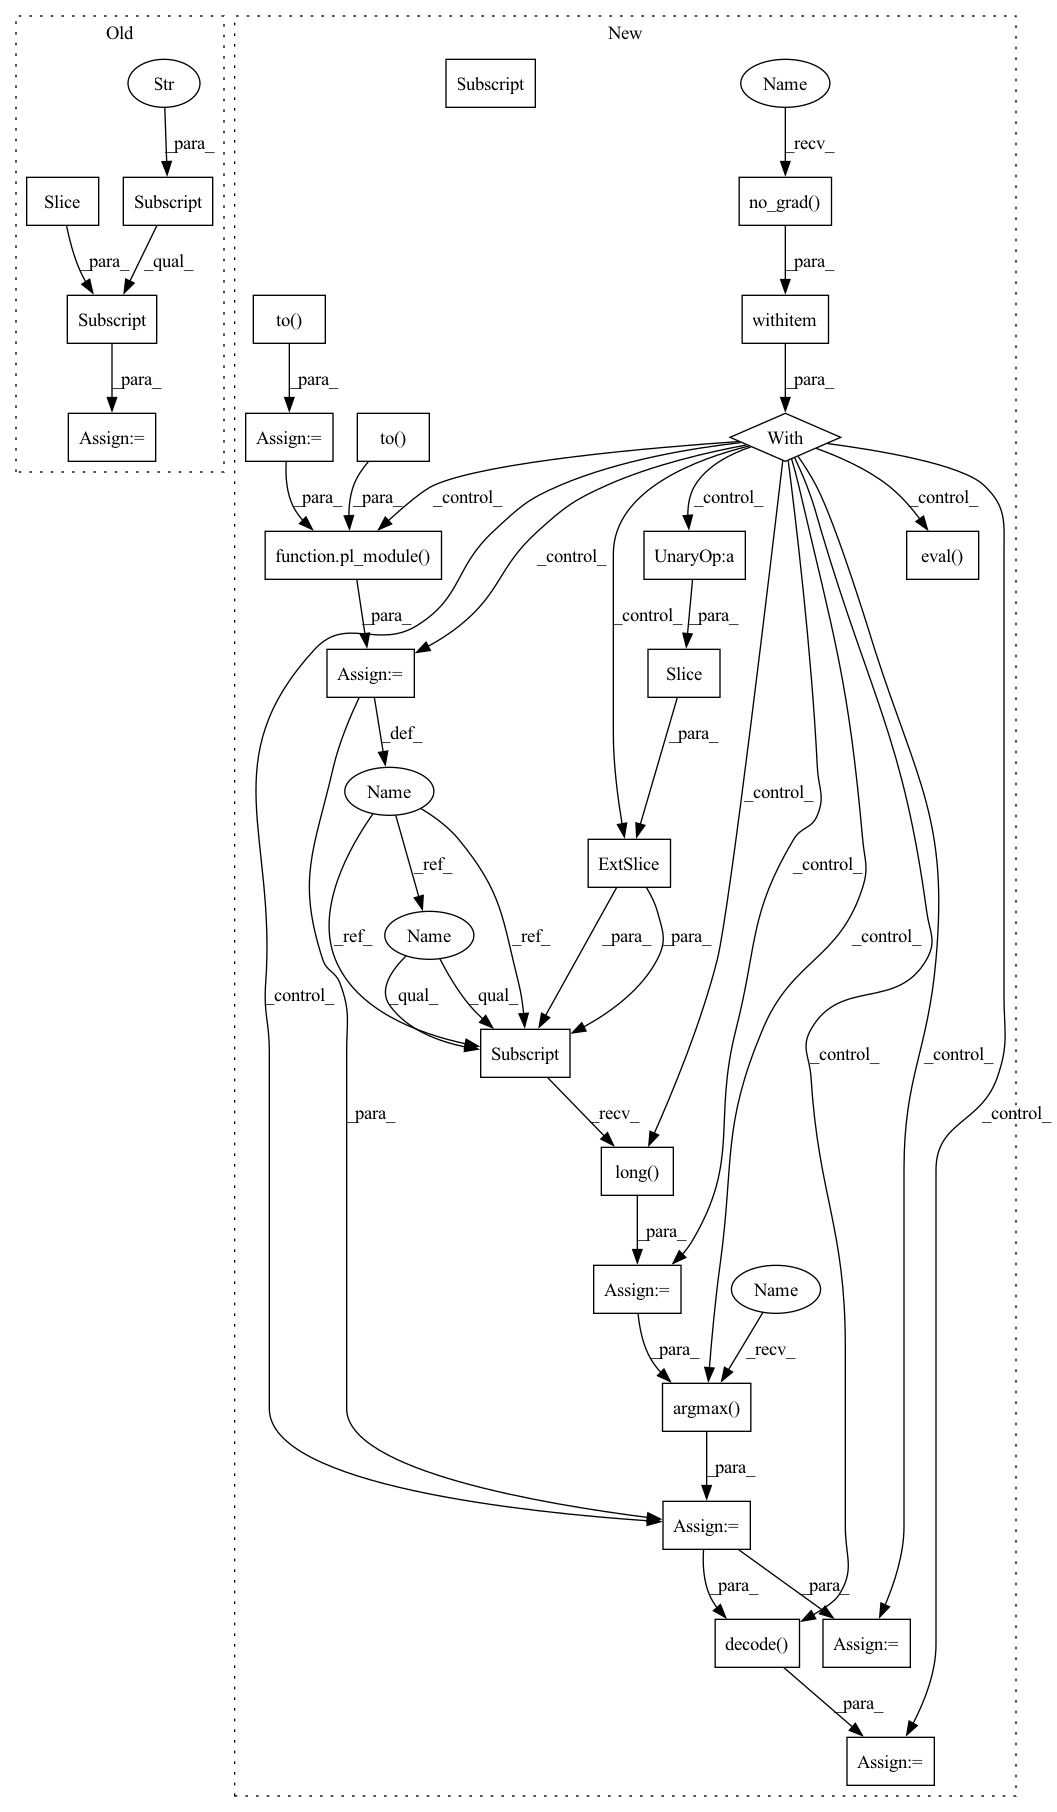 Old
New
Str
Subscript
Name
_para_
_recv_
Slice
Subscript
no_grad()
_para_
_qual_
_para_
Subscript
to()
withitem
_para_
_para_
_para_
Assign:=
Assign:=
to()
With
_para_
_para_
_control_
_control_
_control_
function.pl_module()
_control_
UnaryOp:a
eval()
_para_
_control_
_para_
Assign:=
Slice
_def_
_para_
Name
_control_
ExtSlice
_ref_
_control_
Name
_ref_
_ref_
_para_
_para_
_control_
_control_
_qual_
_qual_
Subscript
_control_
_control_
_para_
_recv_
_control_
long()
_para_
Assign:=
Name
_para_
_recv_
argmax()
_para_
Assign:=
_para_
_para_
decode()
Assign:=
_para_
Assign:=